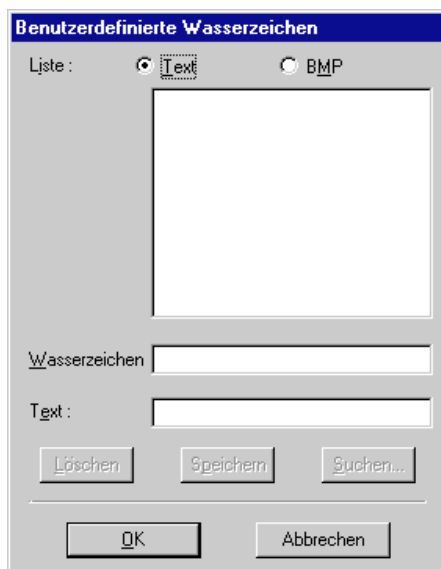 Benutzerdefinierte Wasserzeichen
Liste : Text BMP
Wasserzeichen
Text :
Löschen Speichern Suchen...
OK Abbrechen